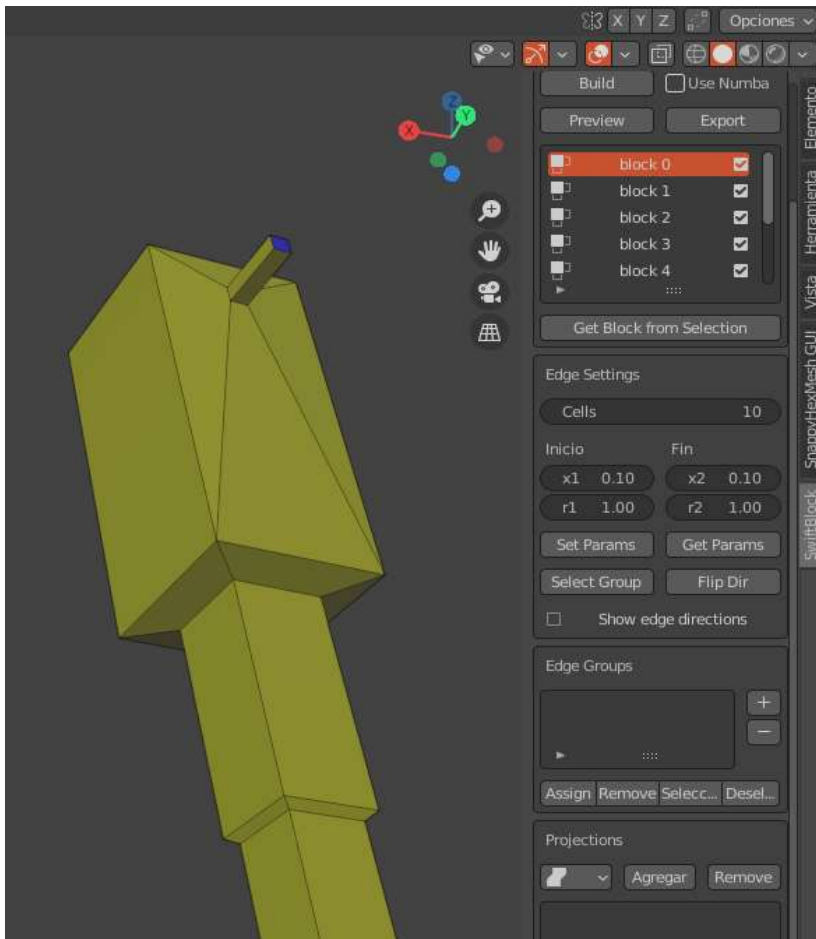 X Y Z Opciones
Z
Y
X
Build Use Numba
Preview Export
block 0
block 1
block 2
block 3
block 4
Get Block from Selection
Edge Settings
Cells 10
Inicio Fin
x1 0.10 x2 0.10
r1 1.00 r2 1.00
Set Params Get Params
Select Group Flip Dir
Show edge directions
Edge Groups
Assign Remove Selecc... Desel...
Projections
Agregar Remove
Elemento
Herramienta
Vista
SnappyHexMesh GUI
SwiftBlock